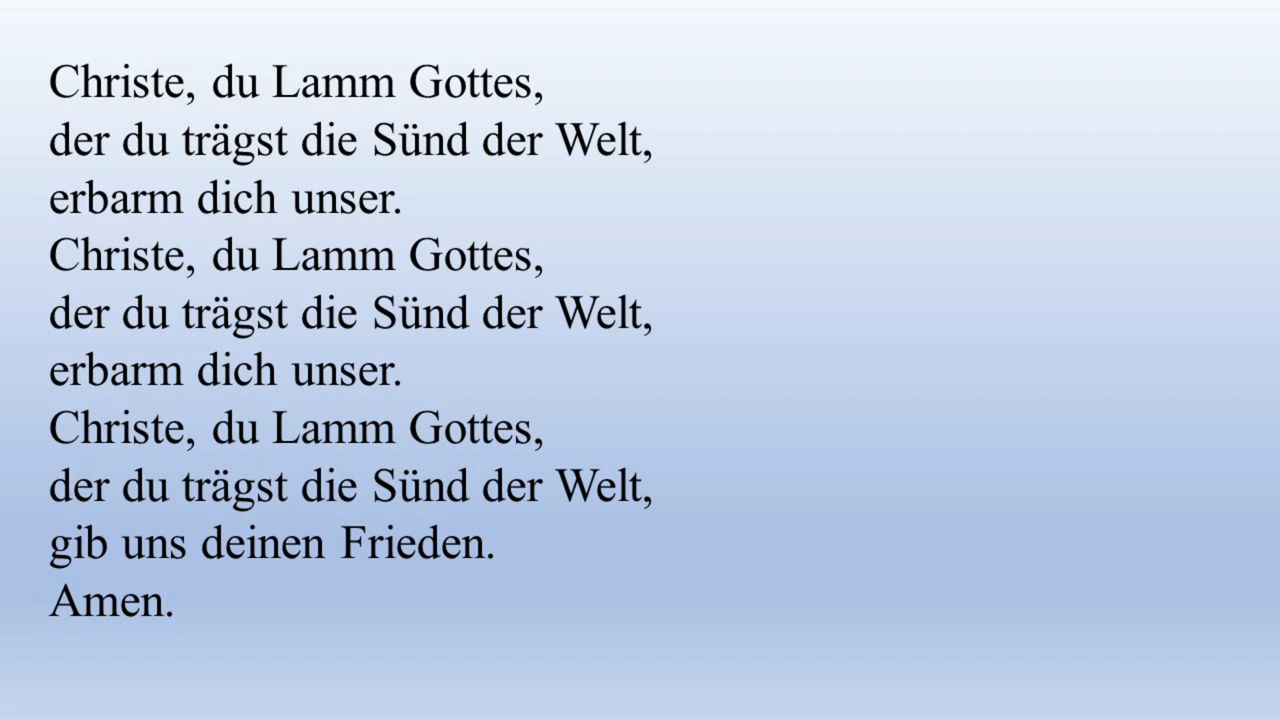 Christe, du Lamm Gottes,
der du trägst die Sünd der Welt,
erbarm dich unser.
Christe, du Lamm Gottes,
der du trägst die Sünd der Welt,
erbarm dich unser.
Christe, du Lamm Gottes,
der du trägst die Sünd der Welt,
gib uns deinen Frieden.
Amen.